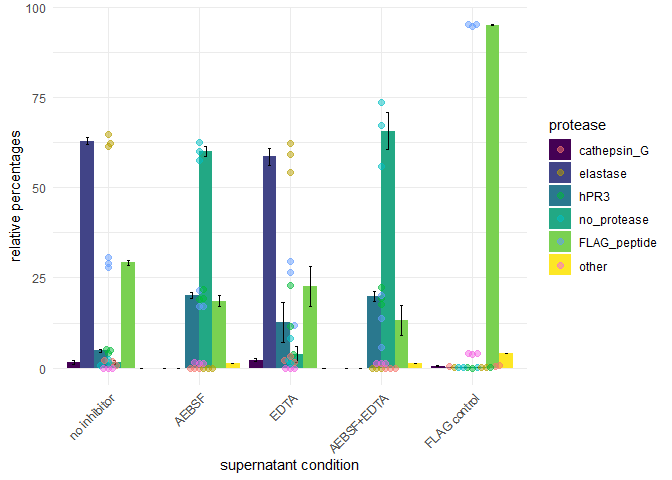 100
75
50
25
0
relative percentages
no inhibitor
AEBSF
EDTA
AEBSF+EDTA
FLAG control
supernatant condition
protease
cathepsin_G
elastase
hPR3
no_protease
FLAG_peptide
other